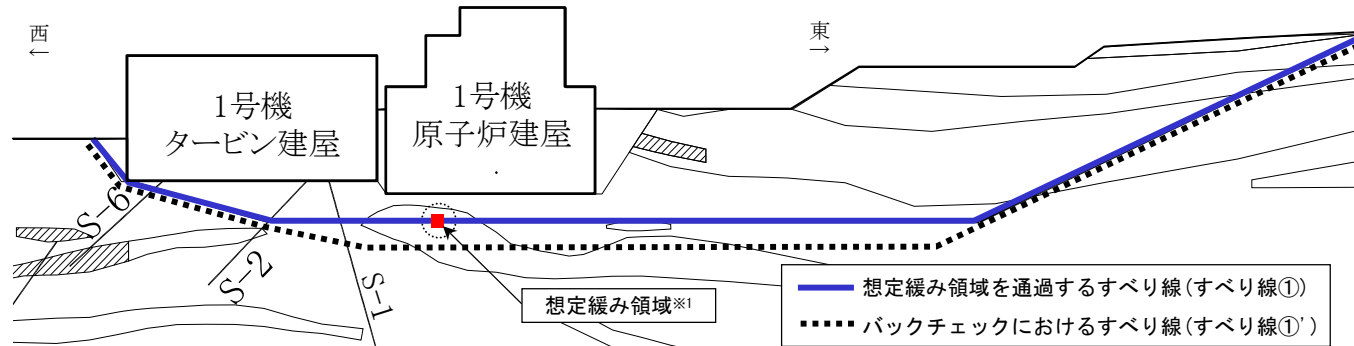 西
←
東
→
1号機
タービン建屋
1号機
原子炉建屋
S-6
S-2
S-1
想定緩み領域※1
想定緩み領域を通過するすべり線(すべり線①)
バックチェックにおけるすべり線(すべり線①')